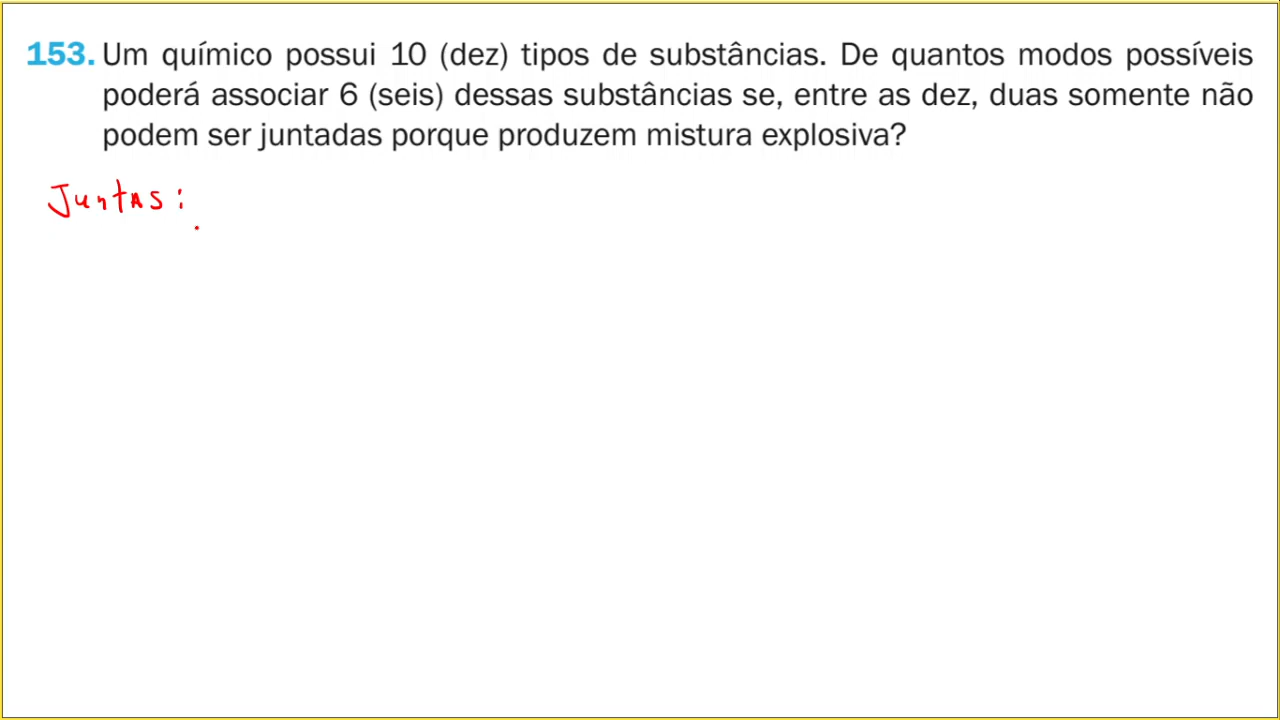 153. Um químico possui 10 (dez) tipos de substâncias. De quantos modos possíveis
poderá associar 6 (seis) dessas substâncias se, entre as dez, duas somente não
podem ser juntadas porque produzem mistura explosiva?
Juntas: